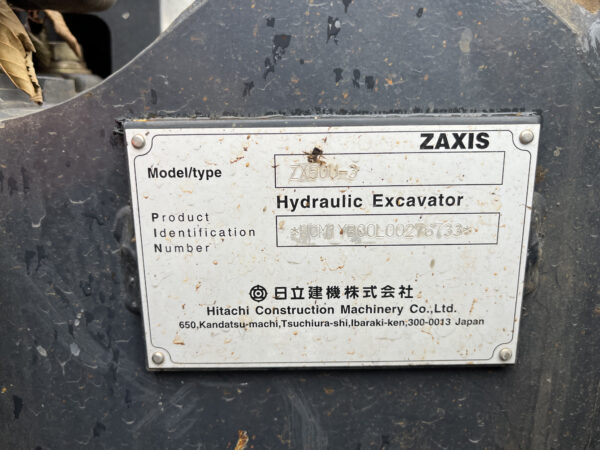 ZAXIS
Model/type ZX50U-3
Hydraulic Excavator
Product
Identification
Number
日立建機株式会社
Hitachi Construction Machinery Co.,Ltd.
650,Kandatsu-machi,Tsuchiura-shi,Ibaraki-ken,300-0013 Japan